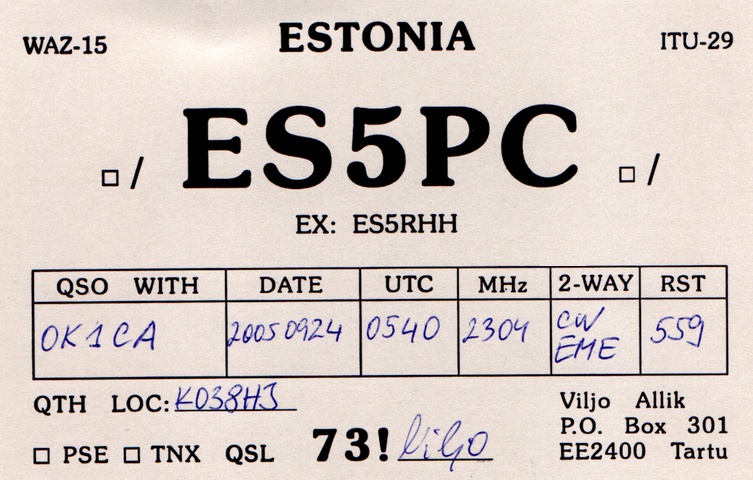 WAZ-15 ESTONIA ITU-29
□ / ES5PC □ /
EX: ES5RHH
QSO WITH DATE UTC MHz 2-WAY RST
OK1CA 20050924 0540 2304 CW EME 559
QTH LOC: KO38HJ
□ PSE □ TNX QSL 73! Viljo
Viljo Allik
P.O. Box 301
EE2400 Tartu